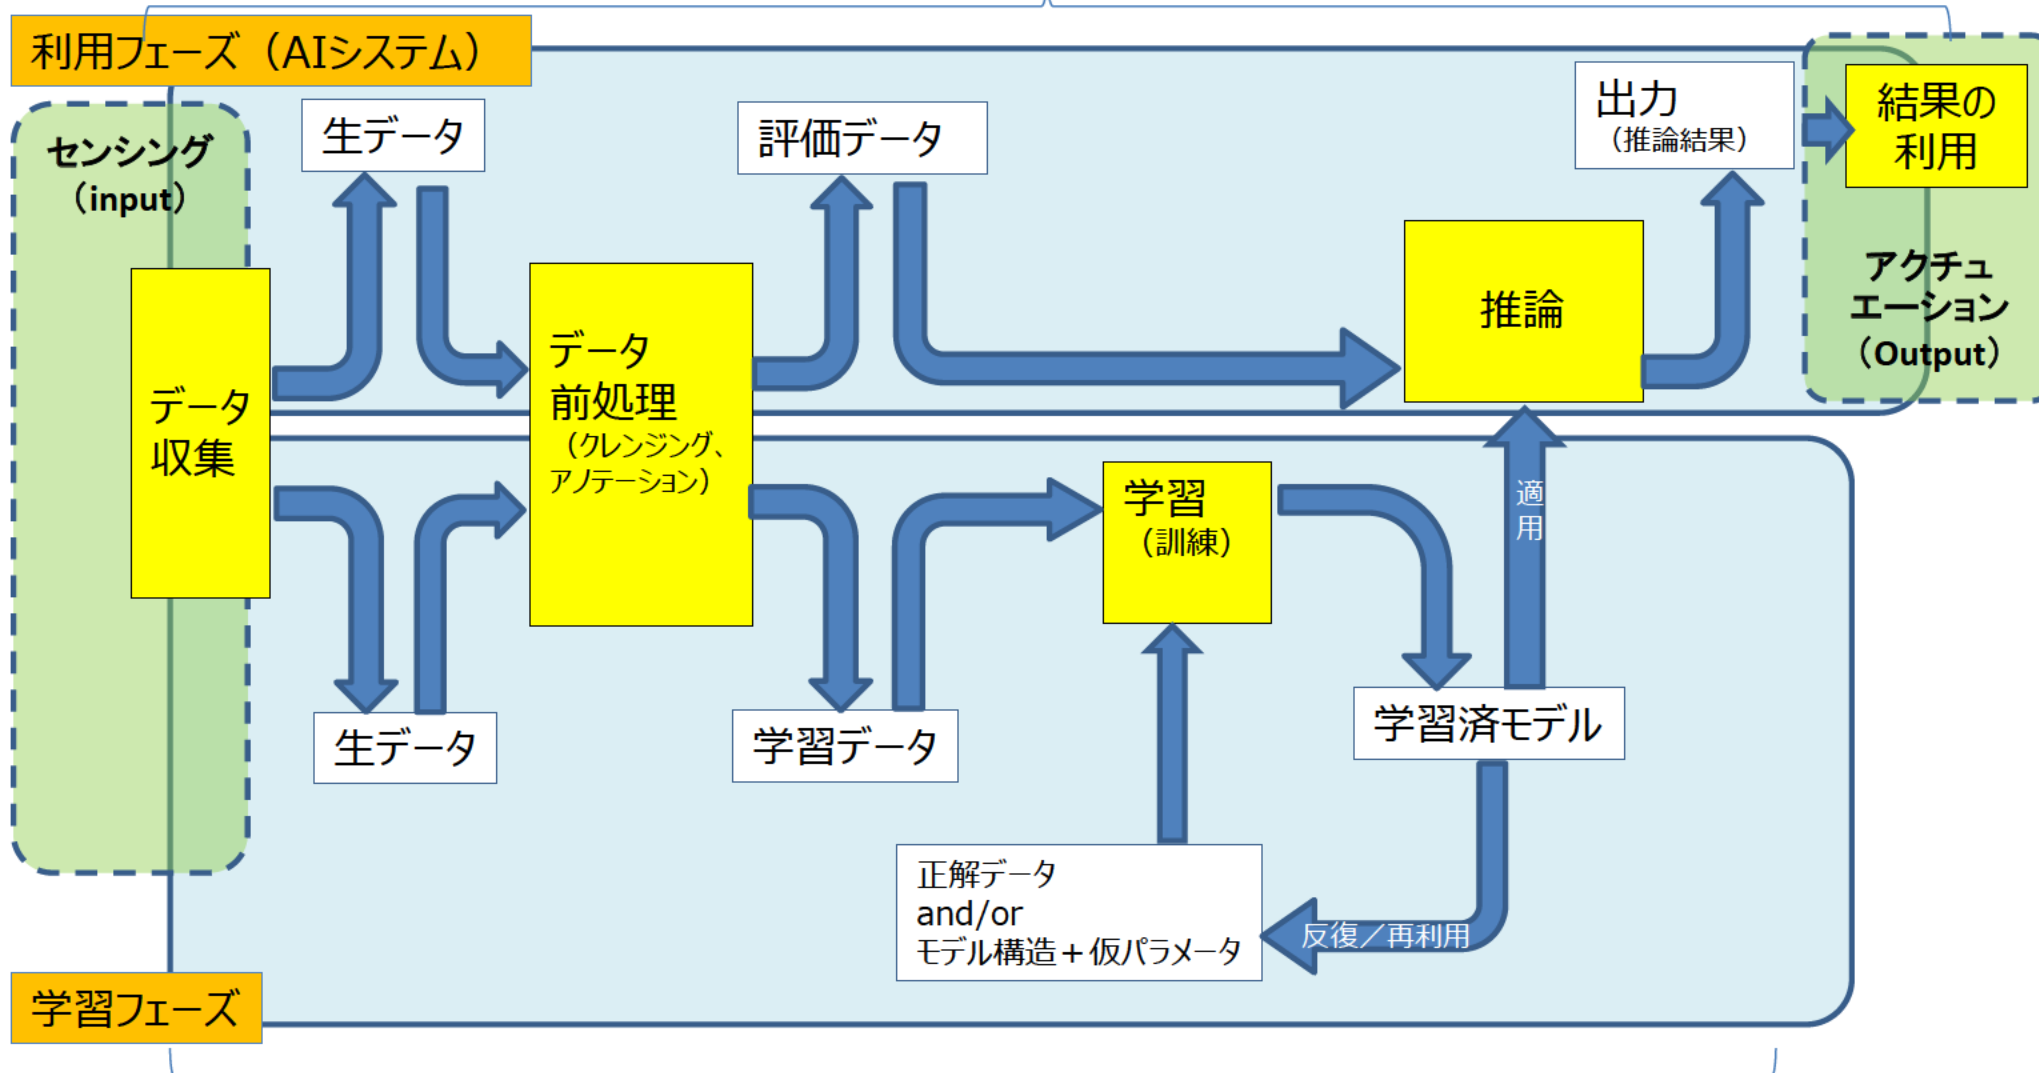 利用フェーズ（AIシステム）
センシング
（input）
生データ
評価データ
出力
（推論結果）
結果の
利用
アクチュ
エーション
（Output）
推論
データ
収集
データ
前処理
（クレンジング、
アノテーション）
学習
（訓練）
適
用
生データ
学習データ
学習済モデル
正解データ
and/or
モデル構造＋仮パラメータ
反復／再利用
学習フェーズ